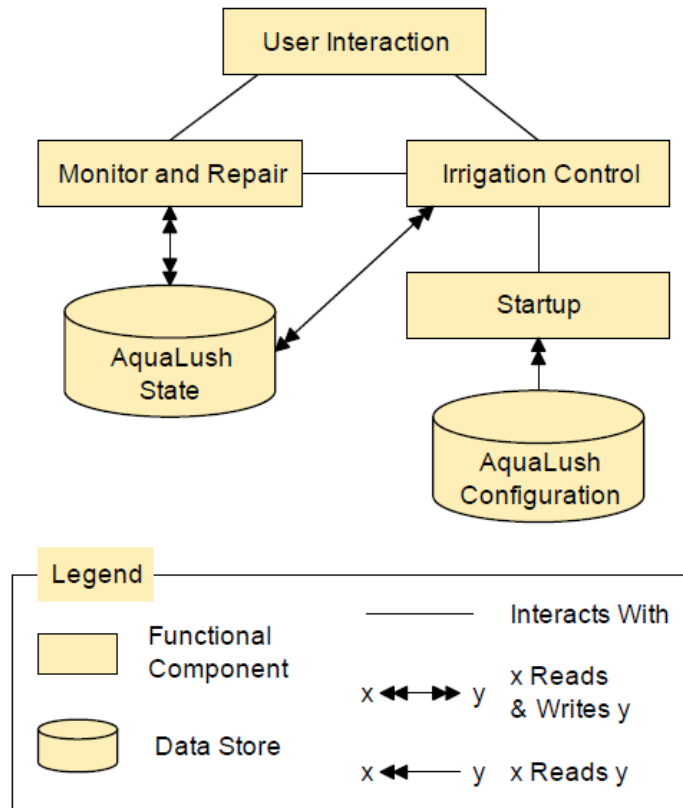 User Interaction
Monitor and Repair
Irrigation Control
Startup
AquaLush
State
AquaLush
Configuration
Legend
Functional
Component
Data Store
Interacts With
x y x Reads
& Writes y
x y x Reads y